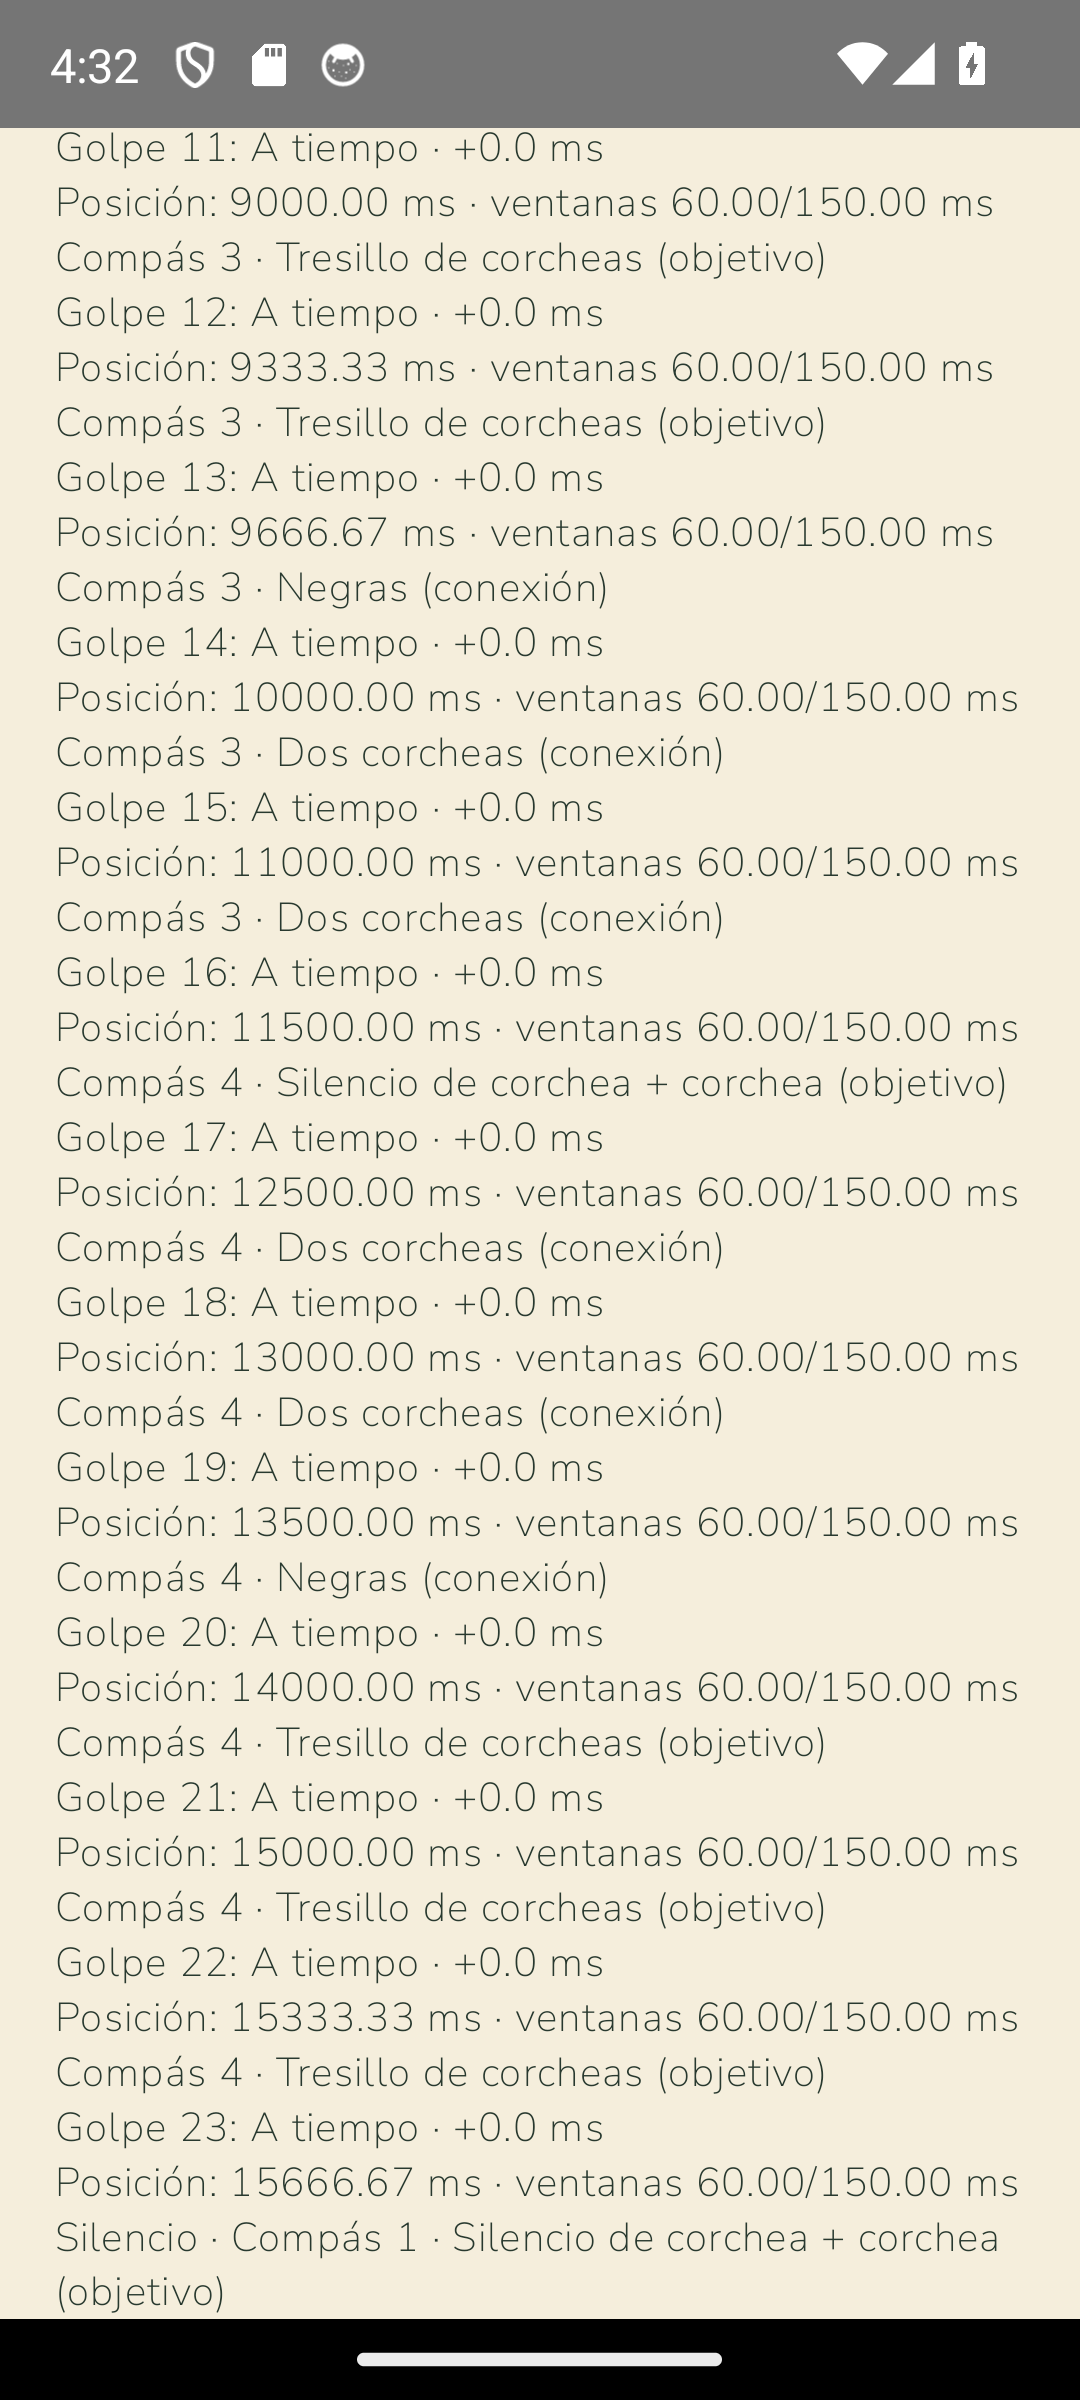 4:32
Golpe 11: A tiempo · +0.0 ms
Posición: 9000.00 ms · ventanas 60.00/150.00 ms
Compás 3 · Tresillo de corcheas (objetivo)
Golpe 12: A tiempo · +0.0 ms
Posición: 9333.33 ms · ventanas 60.00/150.00 ms
Compás 3 · Tresillo de corcheas (objetivo)
Golpe 13: A tiempo · +0.0 ms
Posición: 9666.67 ms · ventanas 60.00/150.00 ms
Compás 3 · Negras (conexión)
Golpe 14: A tiempo · +0.0 ms
Posición: 10000.00 ms · ventanas 60.00/150.00 ms
Compás 3 · Dos corcheas (conexión)
Golpe 15: A tiempo · +0.0 ms
Posición: 11000.00 ms · ventanas 60.00/150.00 ms
Compás 3 · Dos corcheas (conexión)
Golpe 16: A tiempo · +0.0 ms
Posición: 11500.00 ms · ventanas 60.00/150.00 ms
Compás 4 · Silencio de corchea + corchea (objetivo)
Golpe 17: A tiempo · +0.0 ms
Posición: 12500.00 ms · ventanas 60.00/150.00 ms
Compás 4 · Dos corcheas (conexión)
Golpe 18: A tiempo · +0.0 ms
Posición: 13000.00 ms · ventanas 60.00/150.00 ms
Compás 4 · Dos corcheas (conexión)
Golpe 19: A tiempo · +0.0 ms
Posición: 13500.00 ms · ventanas 60.00/150.00 ms
Compás 4 · Negras (conexión)
Golpe 20: A tiempo · +0.0 ms
Posición: 14000.00 ms · ventanas 60.00/150.00 ms
Compás 4 · Tresillo de corcheas (objetivo)
Golpe 21: A tiempo · +0.0 ms
Posición: 15000.00 ms · ventanas 60.00/150.00 ms
Compás 4 · Tresillo de corcheas (objetivo)
Golpe 22: A tiempo · +0.0 ms
Posición: 15333.33 ms · ventanas 60.00/150.00 ms
Compás 4 · Tresillo de corcheas (objetivo)
Golpe 23: A tiempo · +0.0 ms
Posición: 15666.67 ms · ventanas 60.00/150.00 ms
Silencio · Compás 1 · Silencio de corchea + corchea
(objetivo)